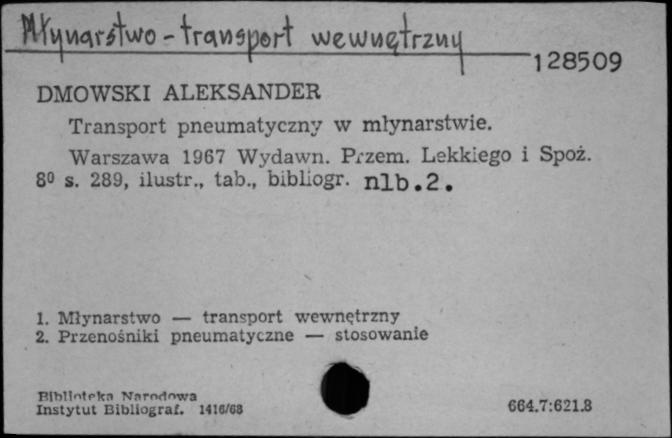 Młynarstwo - transport wewnętrzny
128509
DMOWSKI ALEKSANDER
Transport pneumatyczny w młynarstwie.
Warszawa 1967 Wydawn. Przem. Lekkiego i Spoż.
8⁰ s. 289, ilustr., tab., bibliogr. nlb.2.
1. Młynarstwo — transport wewnętrzny
2. Przenośniki pneumatyczne — stosowanie
Biblioteka Narodowa
Instytut Bibliograf. 1416/68
664.7:621.8